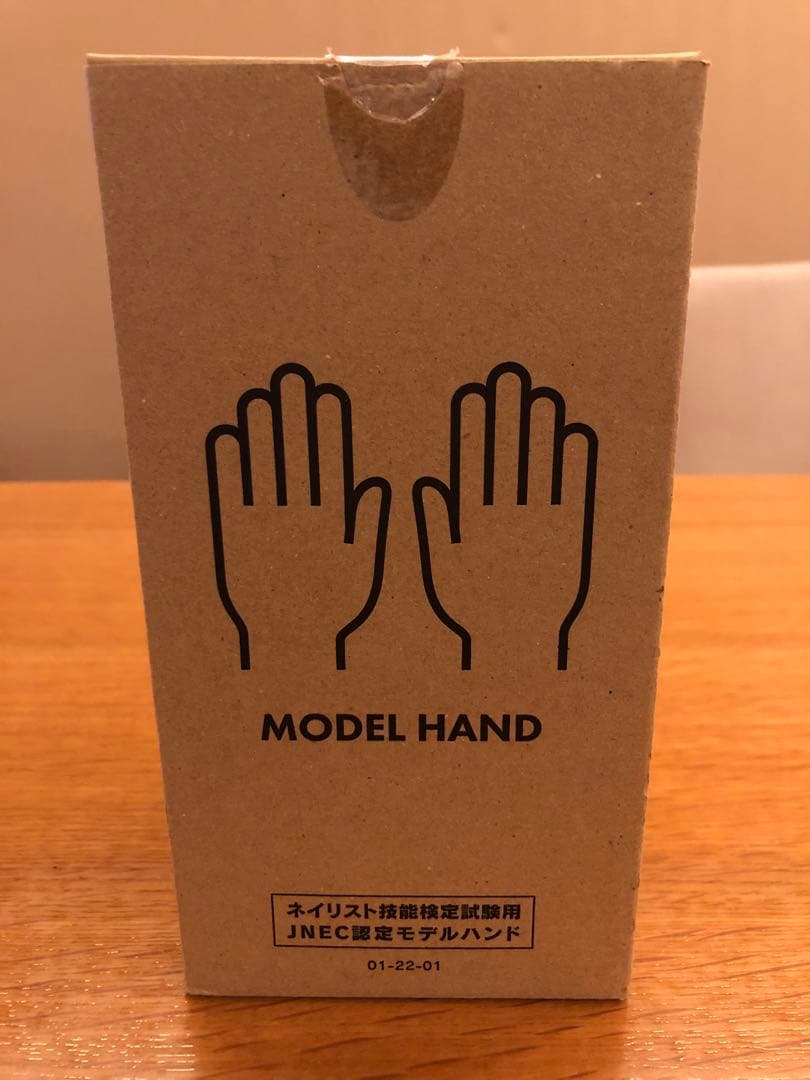 MODEL HAND
ネイリスト技能検定試験用
JNEC認定モデルハンド
01-22-01